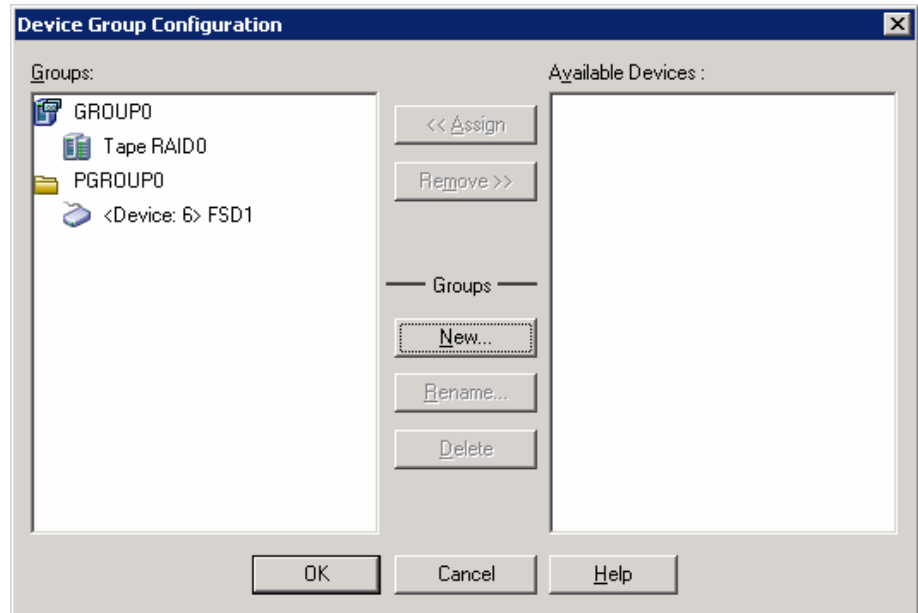 Device Group Configuration
Groups:
Available Devices :
GROUP0
Tape RAID0
PGROUP0
<Device: 6> FSD1
<< Assign
Remove >>
Groups
New...
Rename...
Delete
OK
Cancel
Help